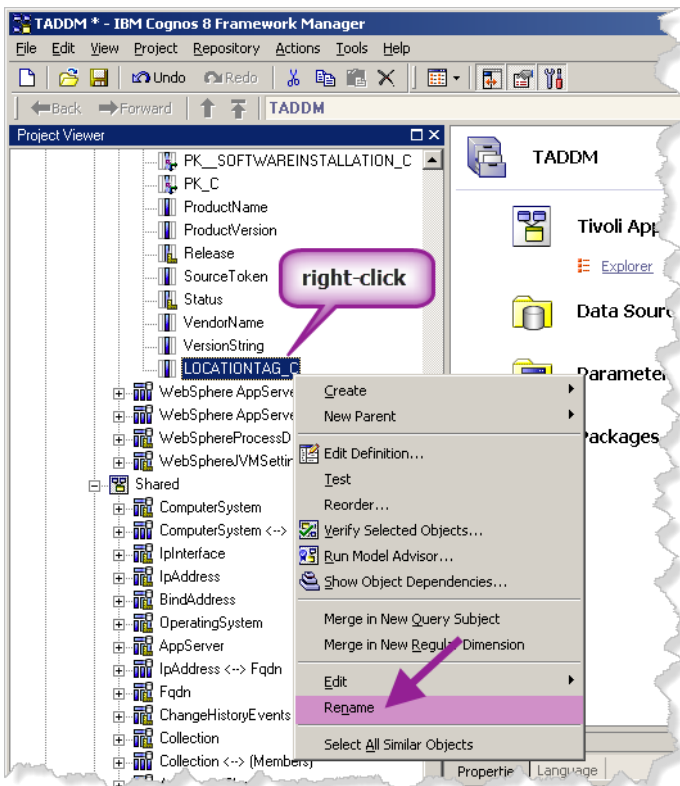 TADDM * - IBM Cognos 8 Framework Manager
File Edit View Project Repository Actions Tools Help
Undo Redo
Back Forward TADDM
Project Viewer
PK__SOFTWAREINSTALLATION_C
PK_C
ProductName
ProductVersion
Release
SourceToken
Status
VendorName
VersionString
LOCATIONTAG_C
WebSphere AppServe
WebSphere AppServe
WebSphereProcessD
WebSphereJVMSettin
Shared
ComputerSystem
ComputerSystem <-->
IpInterface
IpAddress
BindAddress
OperatingSystem
AppServer
IpAddress <--> Fqdn
Fqdn
ChangeHistoryEvents
Collection
Collection <--> (Members)
right-click
Create
New Parent
Edit Definition...
Test
Reorder...
Verify Selected Objects...
Run Model Advisor...
Show Object Dependencies...
Merge in New Query Subject
Merge in New Regular Dimension
Edit
Rename
Select All Similar Objects
TADDM
Tivoli App
Explorer
Data Sour
Parameter
Packages
Propertie Language